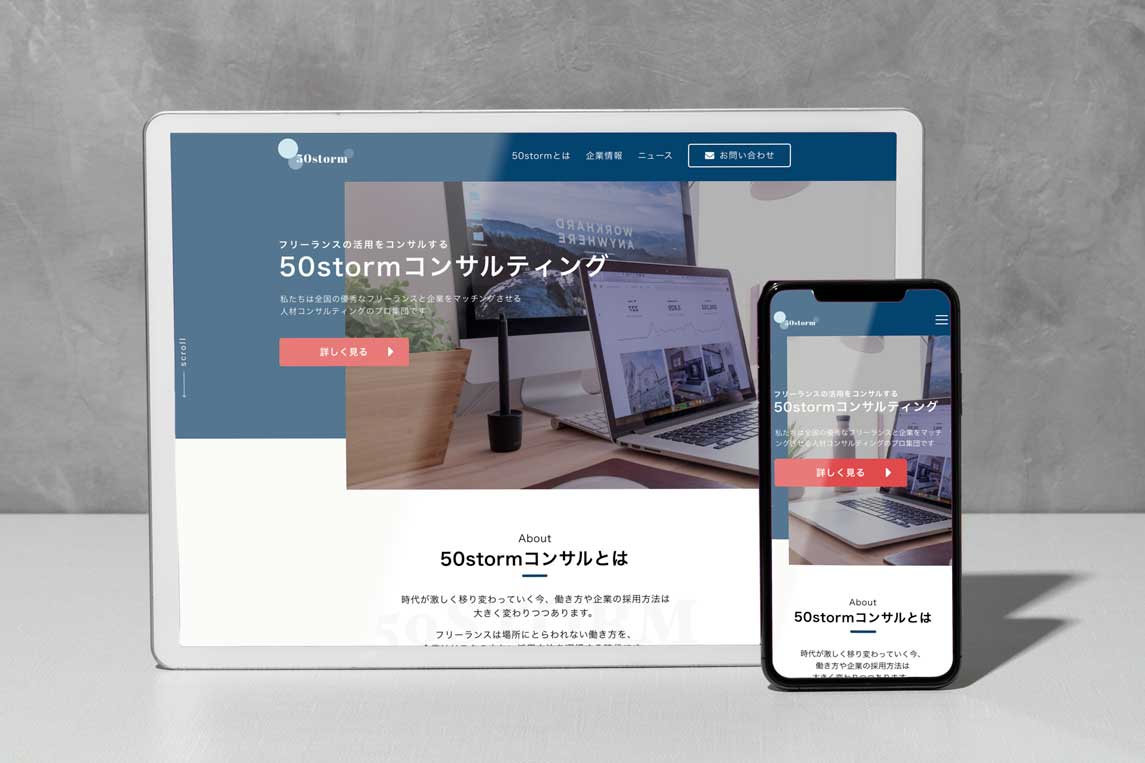 50storm
50stormとは 企業情報 ニュース お問い合わせ
WORKHARD
ANYWHERE
フリーランスの活用をコンサルする
50stormコンサルティング
私たちは全国の優秀なフリーランスと企業をマッチングさせる
人材コンサルティングのプロ集団です
詳しく見る
scroll
About
50stormコンサルとは
時代が激しく移り変わっていく今、働き方や企業の採用方法は
大きく変わりつつあります。
フリーランスは場所にとらわれない働き方を、
50STORM
50storm
フリーランスの活用をコンサルする
50stormコンサルティング
私たちは全国の優秀なフリーランスと企業をマッチ
ングさせる人材コンサルティングのプロ集団です
詳しく見る
About
50stormコンサルとは
時代が激しく移り変わっていく今、
働き方や企業の採用方法は
大きく変わりつつあります。